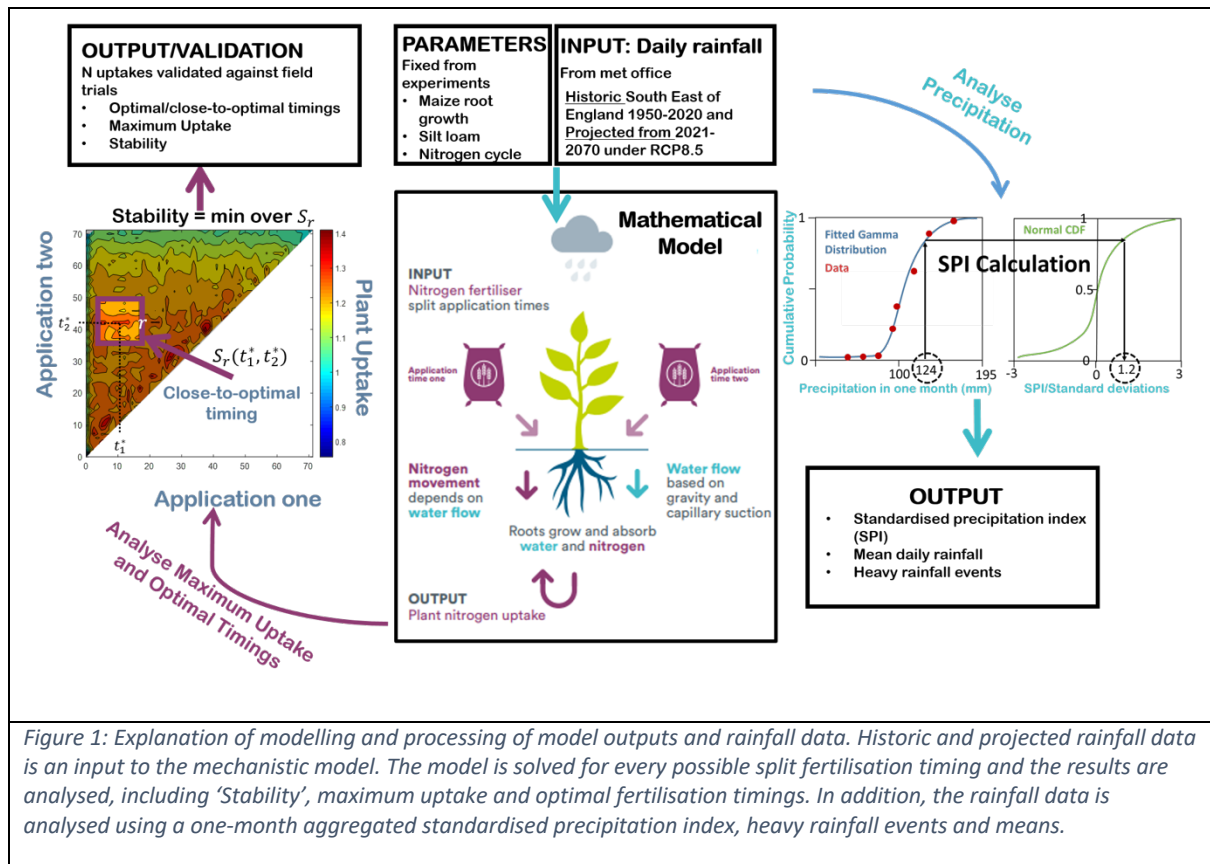 OUTPUT/VALIDATION
N uptakes validated against field
trials
• Optimal/close-to-optimal timings
• Maximum Uptake
• Stability
PARAMETERS
Fixed from
experiments
• Maize root
growth
• Silt loam
• Nitrogen cycle
INPUT: Daily rainfall
From met office
Historic South East of
England 1950-2020 and
Projected from 2021-
2070 under RCP8.5
Analyse
Precipitation
Stability = min over S_r
Application two
70
60
50
40
30
20
10
0
t_2^*
r
S_r(t_1^*, t_2^*)
Close-to-optimal
timing
t_1^*
0 10 20 30 40 50 60 70
Application one
1.4
1.3
1.2
1.1
1
0.9
0.8
Plant Uptake
Analyse Maximum Uptake
and Optimal Timings
Mathematical
Model
INPUT
Nitrogen fertiliser
split application times
Application
time one
Application
time two
Nitrogen
movement
depends on
water flow
Water flow
based on
gravity and
capillary suction
Roots grow and absorb
water and nitrogen
OUTPUT
Plant nitrogen uptake
Cumulative Probability
1
0.5
0
Fitted Gamma
Distribution
Data
SPI Calculation
100 124 195
Precipitation in one month (mm)
Normal CDF
1
0.5
-3 0 1.2 3
SPI/Standard deviations
OUTPUT
• Standardised precipitation index
(SPI)
• Mean daily rainfall
• Heavy rainfall events
Figure 1: Explanation of modelling and processing of model outputs and rainfall data. Historic and projected rainfall data
is an input to the mechanistic model. The model is solved for every possible split fertilisation timing and the results are
analysed, including ‘Stability’, maximum uptake and optimal fertilisation timings. In addition, the rainfall data is
analysed using a one-month aggregated standardised precipitation index, heavy rainfall events and means.